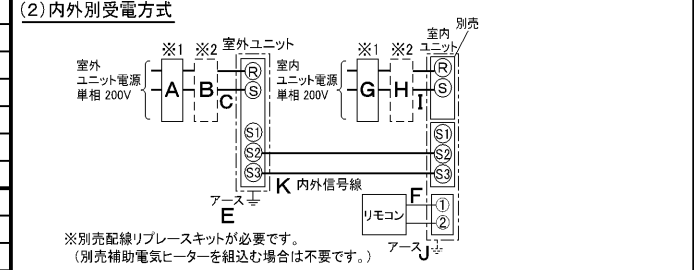 (2)内外別受電方式
別売
※1 ※2 室外ユニット
※1 ※2 室内
ユニット
室外
ユニット電源
単相 200V
A B C
R
S
S1
S2
S3
室内
ユニット電源
単相 200V
G H I
R
S
S1
S2
S3
K 内外信号線
アース
E
リモコン
F
①
②
アース J
※別売配線リプレースキットが必要です。
(別売補助電気ヒーターを組込む場合は不要です。)